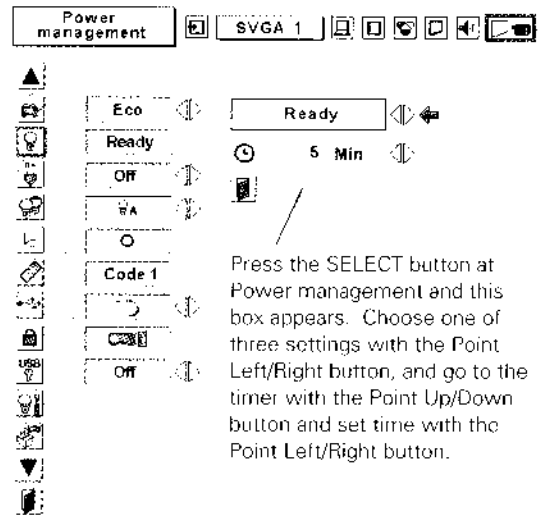 Power
management
SVGA 1
Eco
Ready
Off
A
Code 1
Off
USB
Ready
5 Min
Press the SELECT button at
Power management and this
box appears. Choose one of
three settings with the Point
Left/Right button, and go to the
timer with the Point Up/Down
button and set time with the
Point Left/Right button.